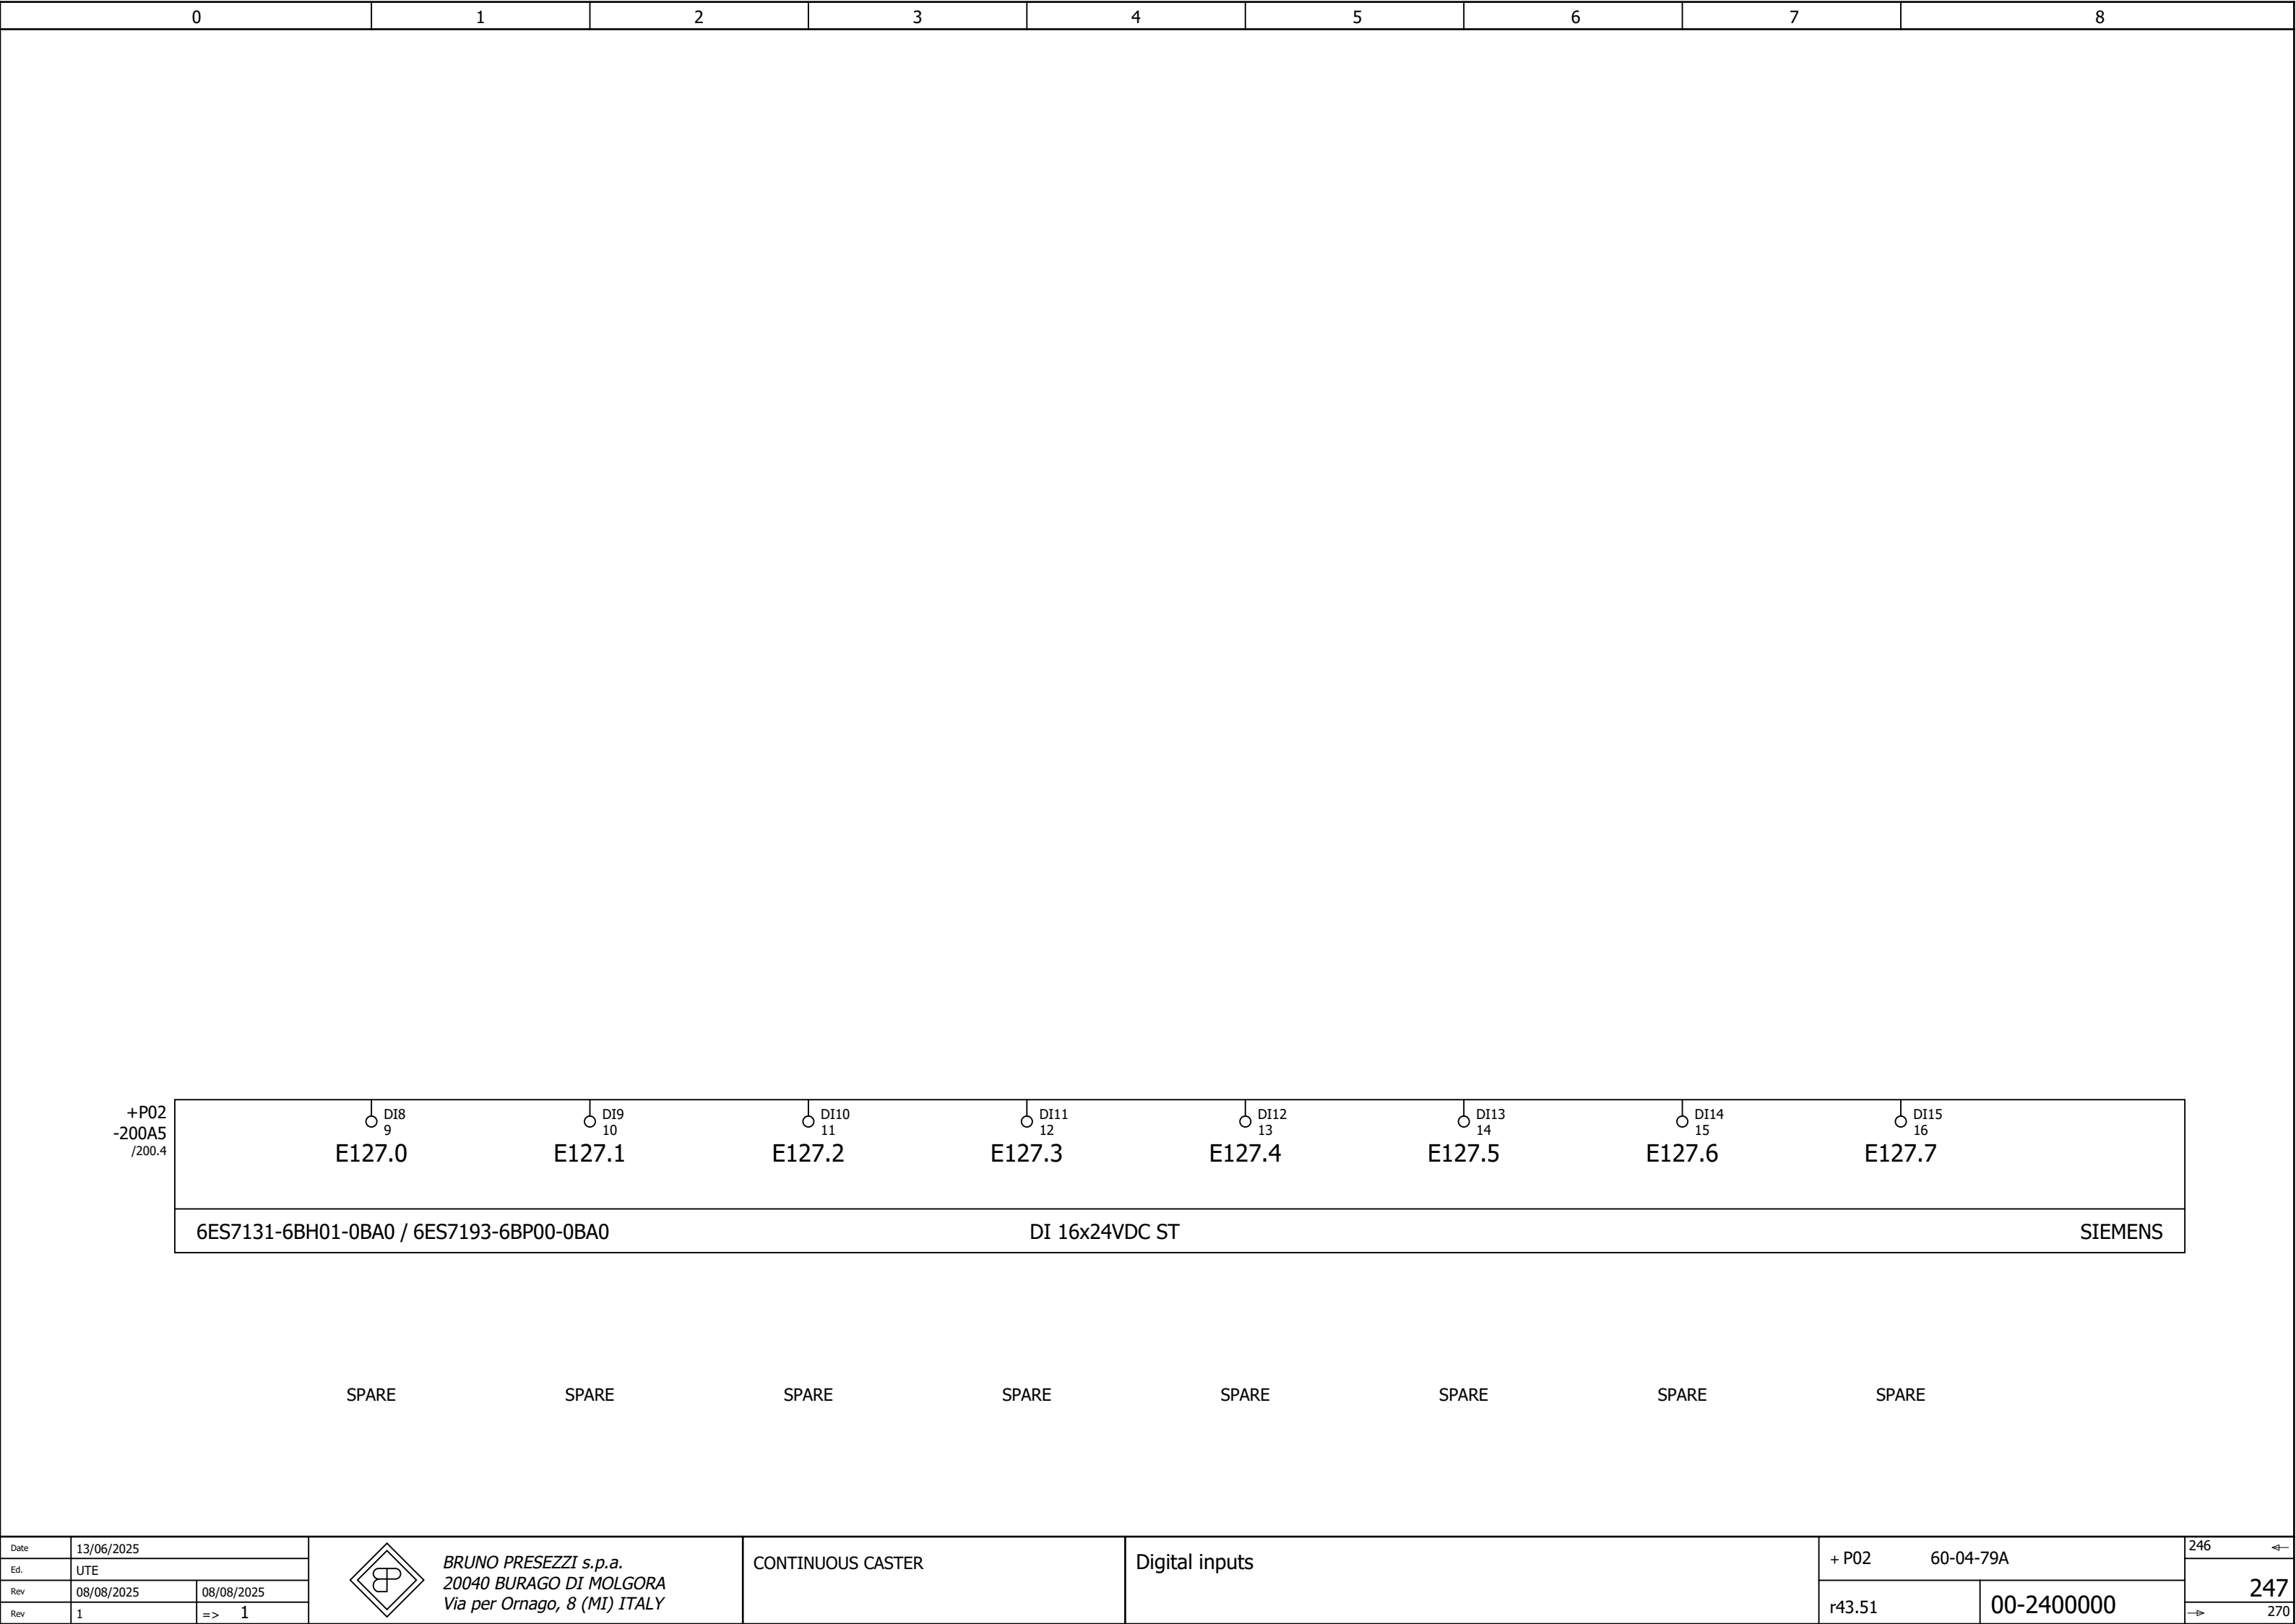 0 1 2 3 4 5 6 7 8
+P02
-200A5
/200.4
DI8 DI9 DI10 DI11 DI12 DI13 DI14 DI15
9 10 11 12 13 14 15 16
E127.0 E127.1 E127.2 E127.3 E127.4 E127.5 E127.6 E127.7
6ES7131-6BH01-0BA0 / 6ES7193-6BP00-0BA0 DI 16x24VDC ST SIEMENS
SPARE SPARE SPARE SPARE SPARE SPARE SPARE SPARE
Date 13/06/2025
Ed. UTE
Rev 08/08/2025 08/08/2025
Rev 1 => 1
BP
BRUNO PRESEZZI s.p.a.
20040 BURAGO DI MOLGORA
Via per Ornago, 8 (MI) ITALY
CONTINUOUS CASTER
Digital inputs
+ P02 60-04-79A
r43.51 00-2400000
246
247
270